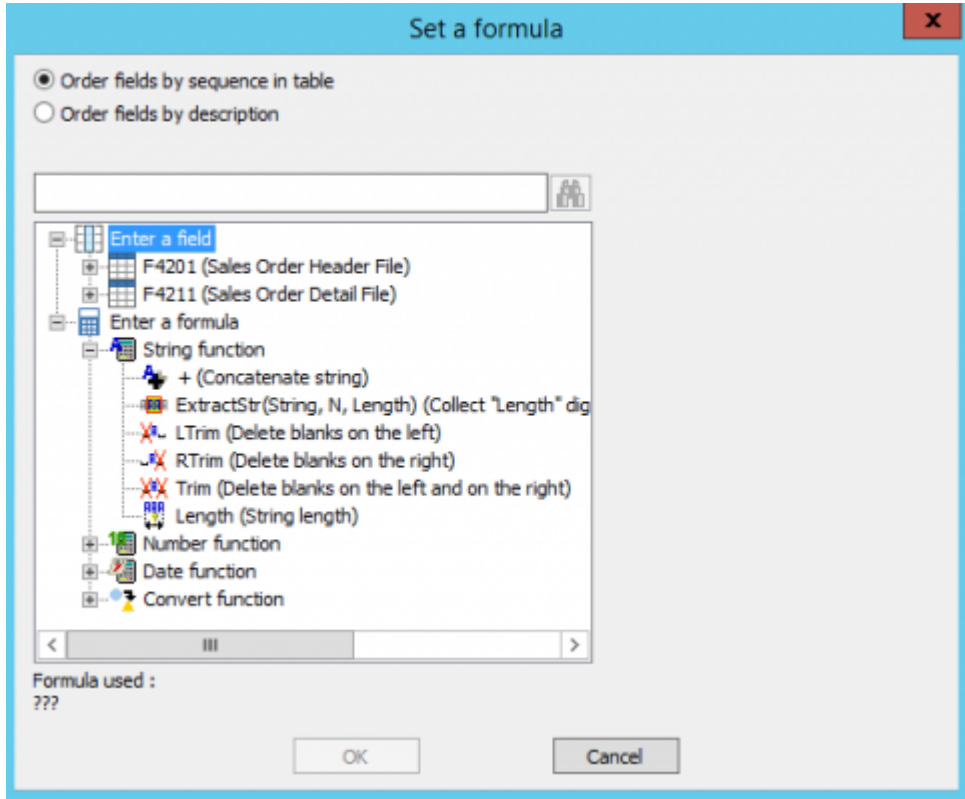 Set a formula
x
Order fields by sequence in table
Order fields by description
Enter a field
F4201 (Sales Order Header File)
F4211 (Sales Order Detail File)
Enter a formula
String function
+ (Concatenate string)
ExtractStr(String, N, Length) (Collect "Length" dig
LTrim (Delete blanks on the left)
RTrim (Delete blanks on the right)
Trim (Delete blanks on the left and on the right)
Length (String length)
Number function
Date function
Convert function
Formula used :
???
OK
Cancel